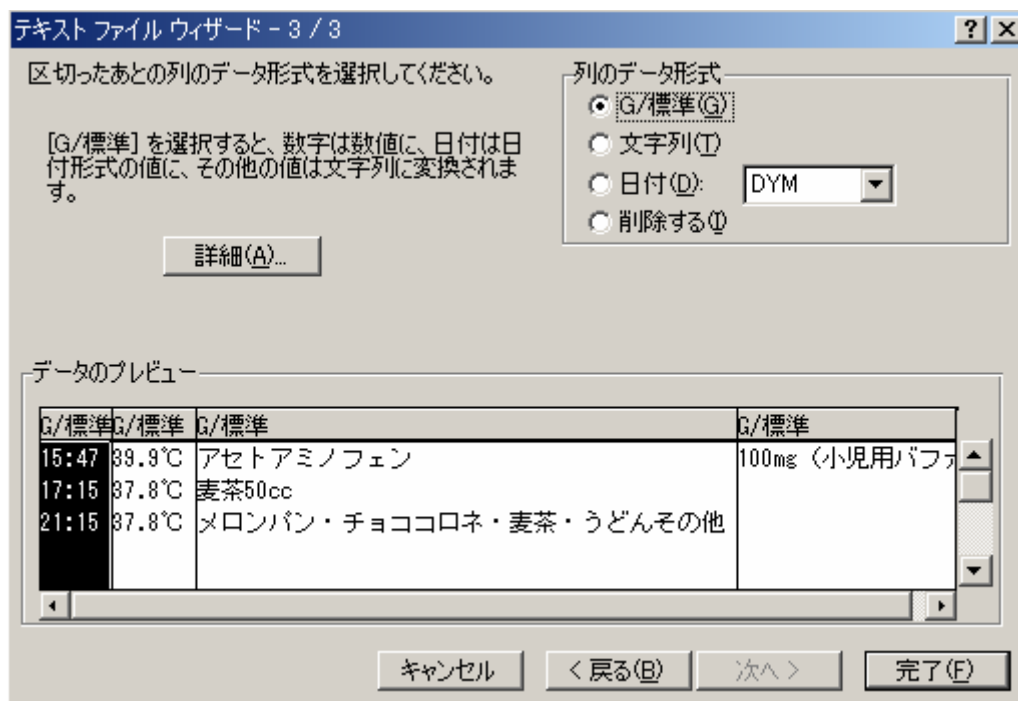 テキスト ファイル ウィザード - 3 / 3
区切ったあとの列のデータ形式を選択してください。
[G/標準] を選択すると、数字は数値に、日付は日
付形式の値に、その他の値は文字列に変換されま
す。
詳細(A)...
列のデータ形式
G/標準(G)
文字列(T)
日付(D):
DYM
削除する(I)
データのプレビュー
G/標準 G/標準 G/標準 G/標準
15:47 39.9℃ アセトアミノフェン 100mg（小児用バファ
17:15 37.8℃ 麦茶50cc
21:15 37.8℃ メロンパン・チョココロネ・麦茶・うどんその他
キャンセル
< 戻る(B)
次へ >
完了(F)